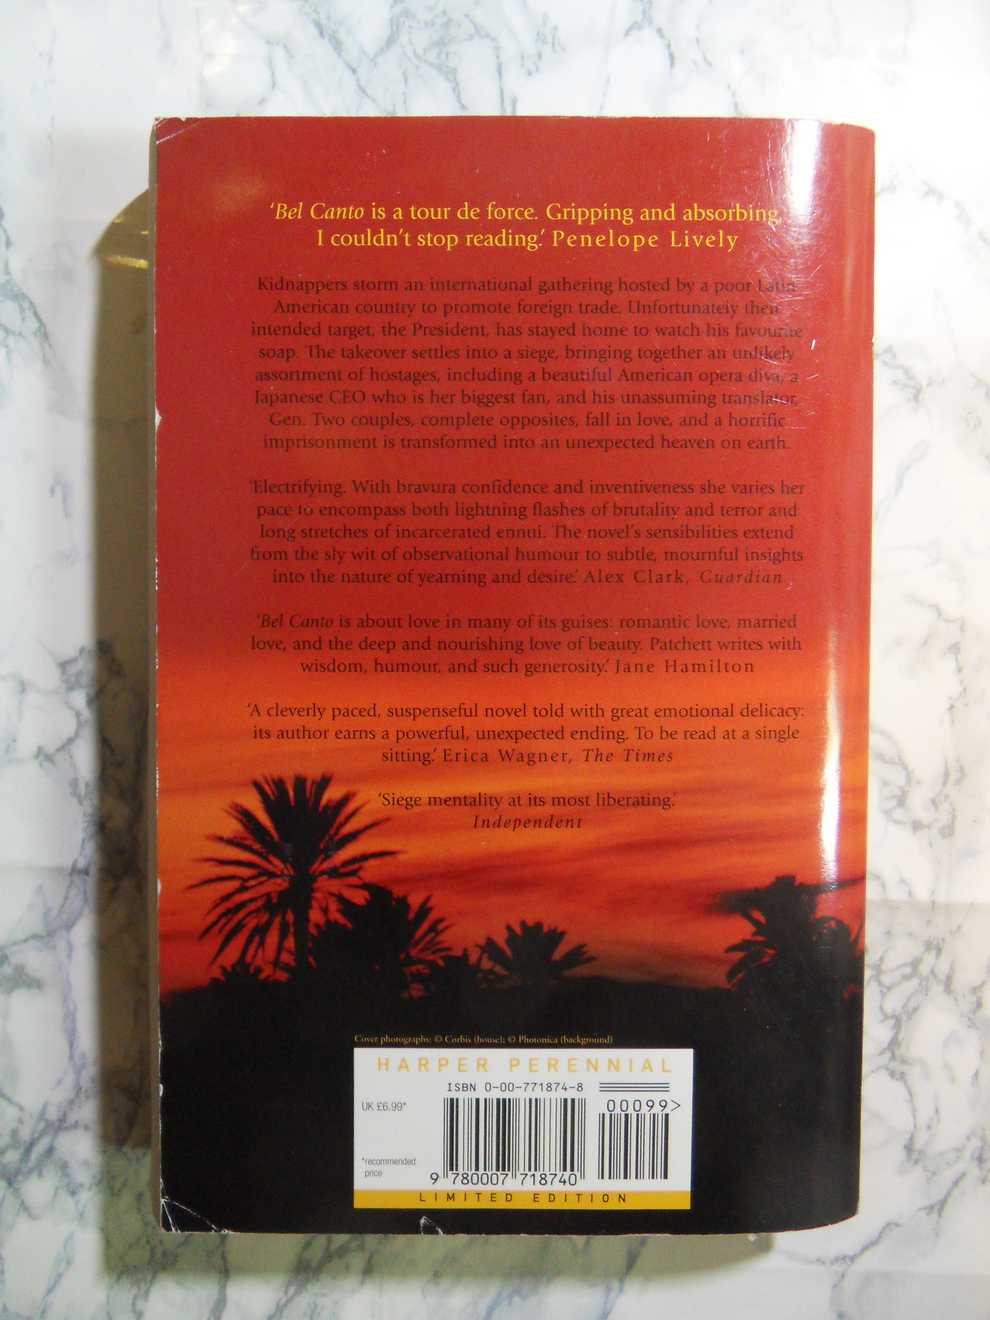 ‘Bel Canto is a tour de force. Gripping and absorbing,
I couldn't stop reading.’ Penelope Lively
Kidnappers storm an international gathering hosted by a poor Latin
American country to promote foreign trade. Unfortunately their
intended target, the President, has stayed home to watch his favourite
soap. The takeover settles into a siege, bringing together an unlikely
assortment of hostages, including a beautiful American opera diva, a
Japanese CEO who is her biggest fan, and his unassuming translator,
Gen. Two couples, complete opposites, fall in love, and a horrific
imprisonment is transformed into an unexpected heaven on earth.
‘Electrifying. With bravura confidence and inventiveness she varies her
pace to encompass both lightning flashes of brutality and terror and
long stretches of incarcerated ennui. The novel's sensibilities extend
from the sly wit of observational humour to subtle, mournful insights
into the nature of yearning and desire.’ Alex Clark, Guardian
‘Bel Canto is about love in many of its guises: romantic love, married
love, and the deep and nourishing love of beauty. Patchett writes with
wisdom, humour, and such generosity.’ Jane Hamilton
‘A cleverly paced, suspenseful novel told with great emotional delicacy:
its author earns a powerful, unexpected ending. To be read at a single
sitting.’ Erica Wagner, The Times
‘Siege mentality at its most liberating.’
Independent
Cover photographs: © Corbis (house); © Photonica (background)
HARPER PERENNIAL
ISBN 0-00-771874-8
UK £6.99*
00099>
*recommended
price
9 780007 718740
LIMITED EDITION